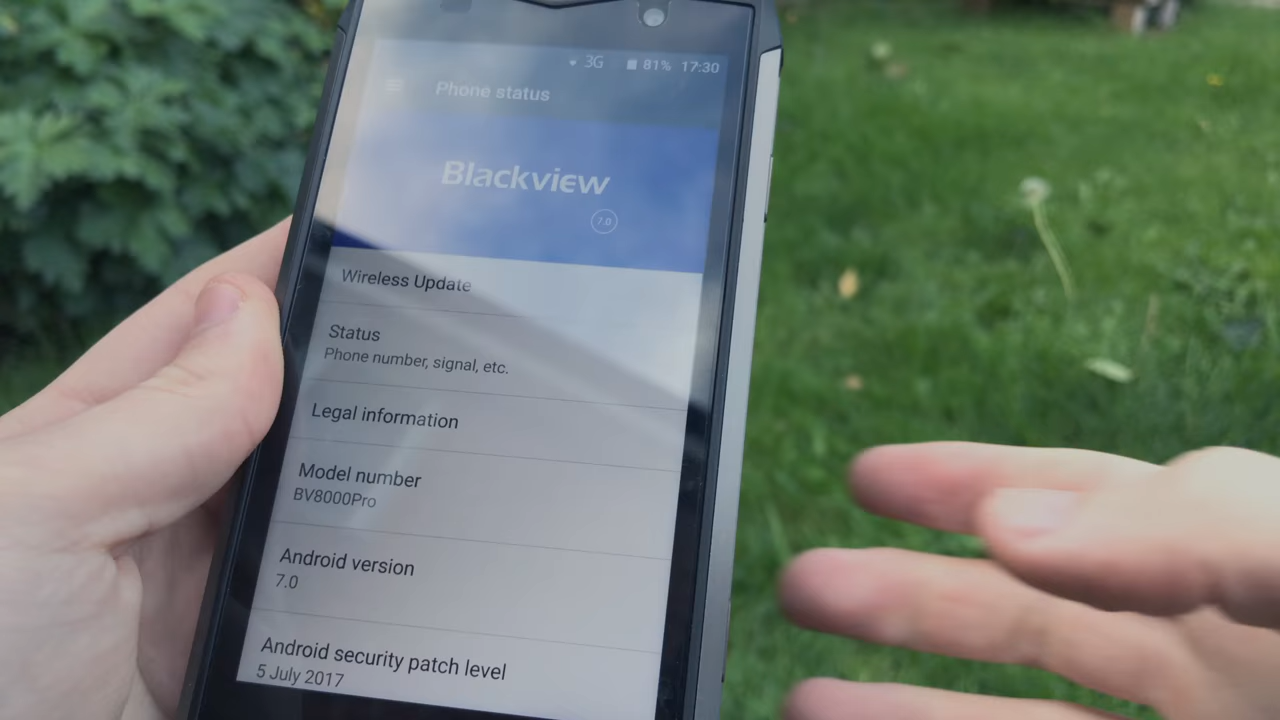 3G 81% 17:30
Phone status
Blackview
7.0
Wireless Update
Status
Phone number, signal, etc.
Legal information
Model number
BV8000Pro
Android version
7.0
Android security patch level
5 July 2017